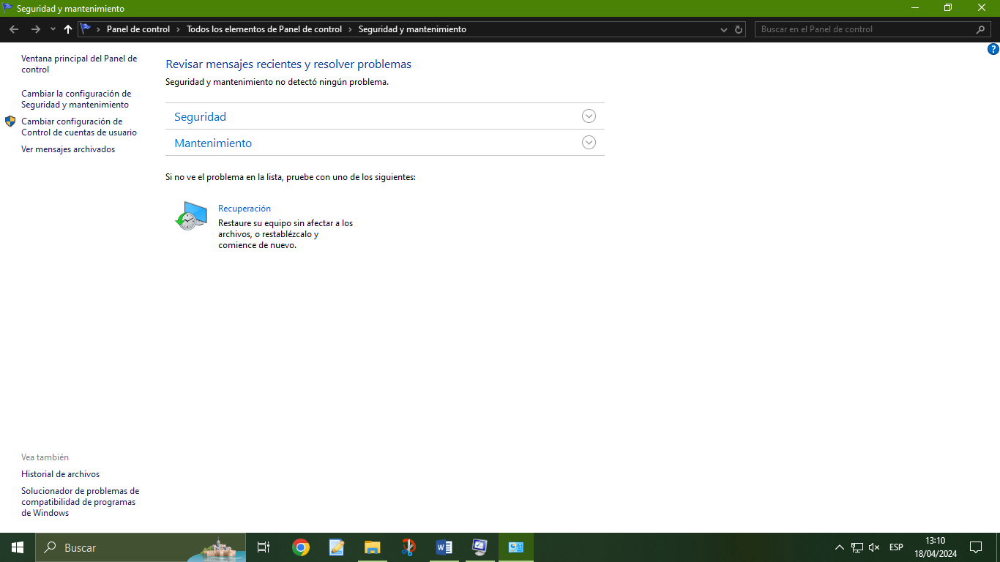 Seguridad y mantenimiento
Panel de control › Todos los elementos de Panel de control › Seguridad y mantenimiento
Buscar en el Panel de control
Ventana principal del Panel de
control
Cambiar la configuración de
Seguridad y mantenimiento
Cambiar configuración de
Control de cuentas de usuario
Ver mensajes archivados
Revisar mensajes recientes y resolver problemas
Seguridad y mantenimiento no detectó ningún problema.
Seguridad
Mantenimiento
Si no ve el problema en la lista, pruebe con uno de los siguientes:
Recuperación
Restaure su equipo sin afectar a los
archivos, o restablézcalo y
comience de nuevo.
Vea también
Historial de archivos
Solucionador de problemas de
compatibilidad de programas
de Windows
Buscar
ESP
13:10
18/04/2024